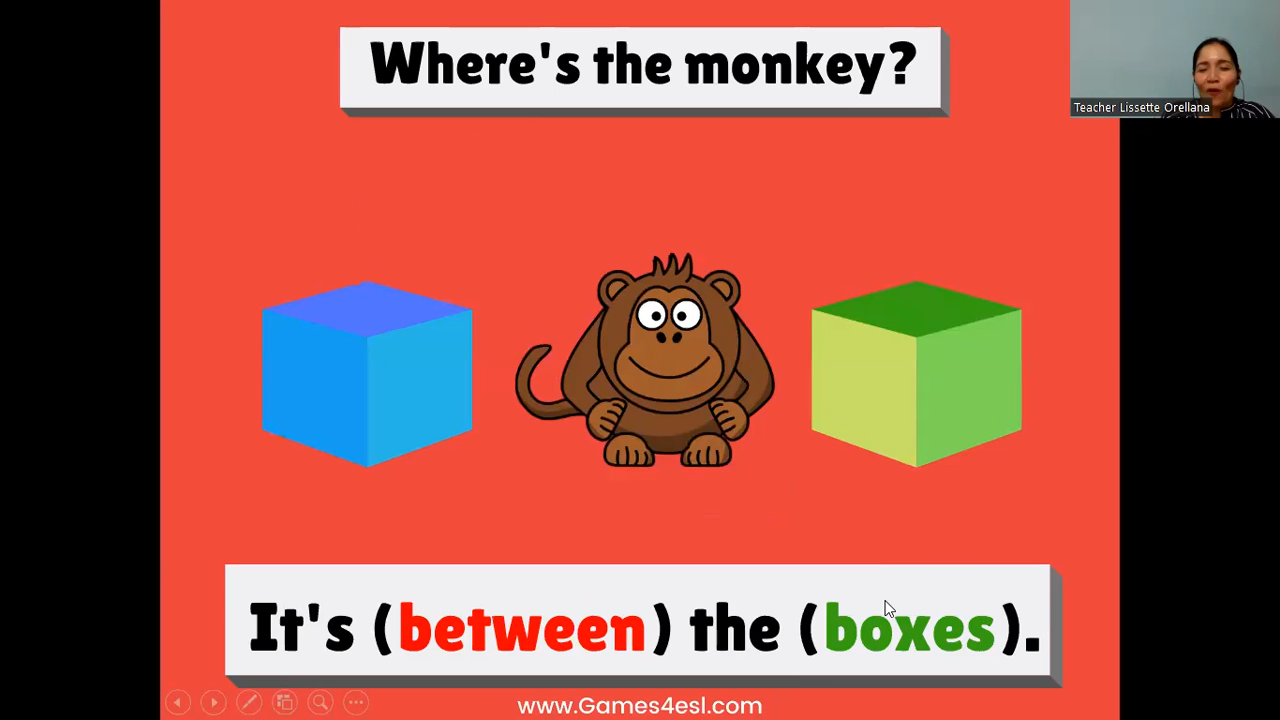 Where's the monkey?
Teacher Lissette Orellana
It's (between) the (boxes).
www.Games4esl.com